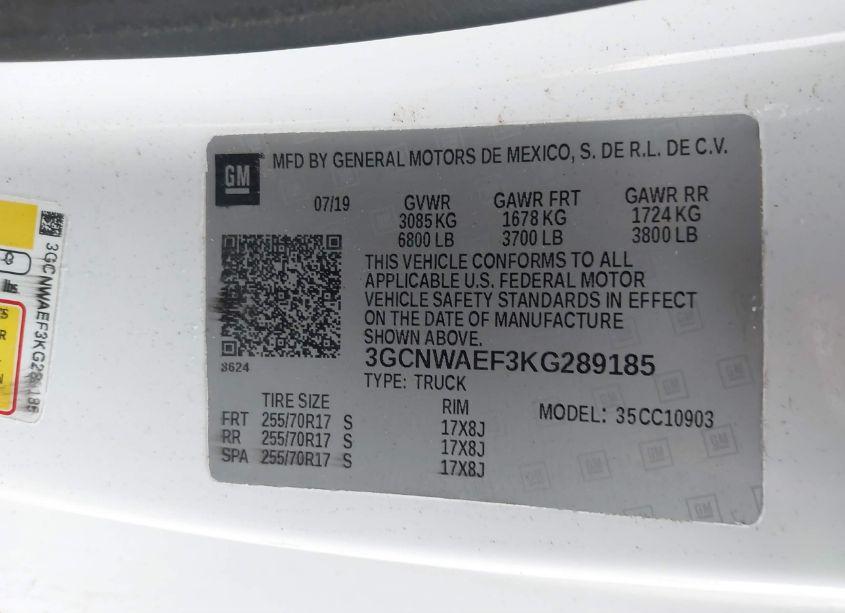 GM MFD BY GENERAL MOTORS DE MEXICO, S. DE R.L. DE C.V.
07/19 GVWR GAWR FRT GAWR RR
3085 KG 1678 KG 1724 KG
6800 LB 3700 LB 3800 LB
THIS VEHICLE CONFORMS TO ALL
APPLICABLE U.S. FEDERAL MOTOR
VEHICLE SAFETY STANDARDS IN EFFECT
ON THE DATE OF MANUFACTURE
SHOWN ABOVE.
3GCNWAEF3KG289185
8624
TYPE: TRUCK
TIRE SIZE RIM MODEL: 35CC10903
FRT 255/70R17 S 17X8J
RR 255/70R17 S 17X8J
SPA 255/70R17 S 17X8J
3GCNWAEF3KG289185